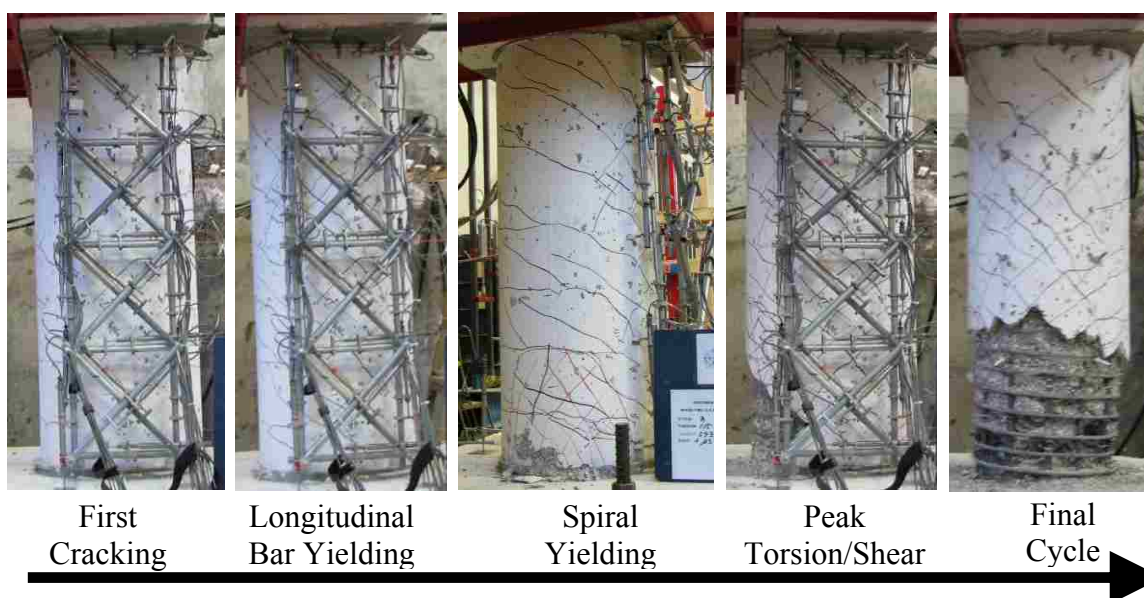 First
Cracking
Longitudinal
Bar Yielding
Spiral
Yielding
Peak
Torsion/Shear
Final
Cycle